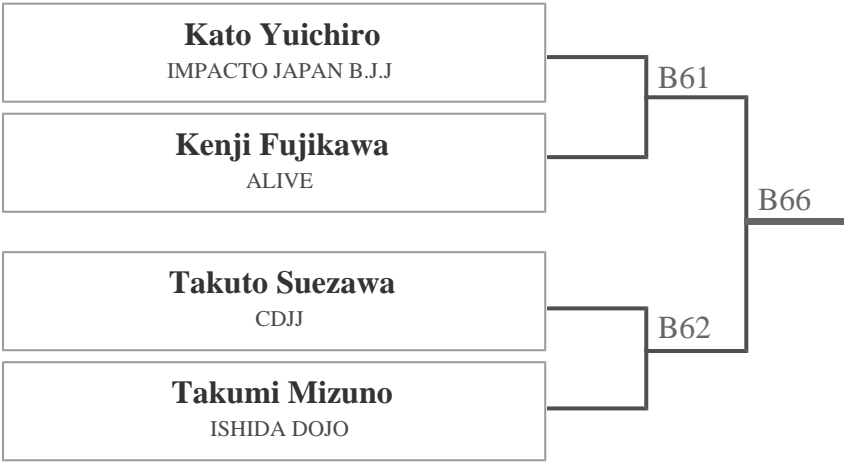 Kato Yuichiro
IMPACTO JAPAN B.J.J
B61
Kenji Fujikawa
ALIVE
B66
Takuto Suezawa
CDJJ
B62
Takumi Mizuno
ISHIDA DOJO